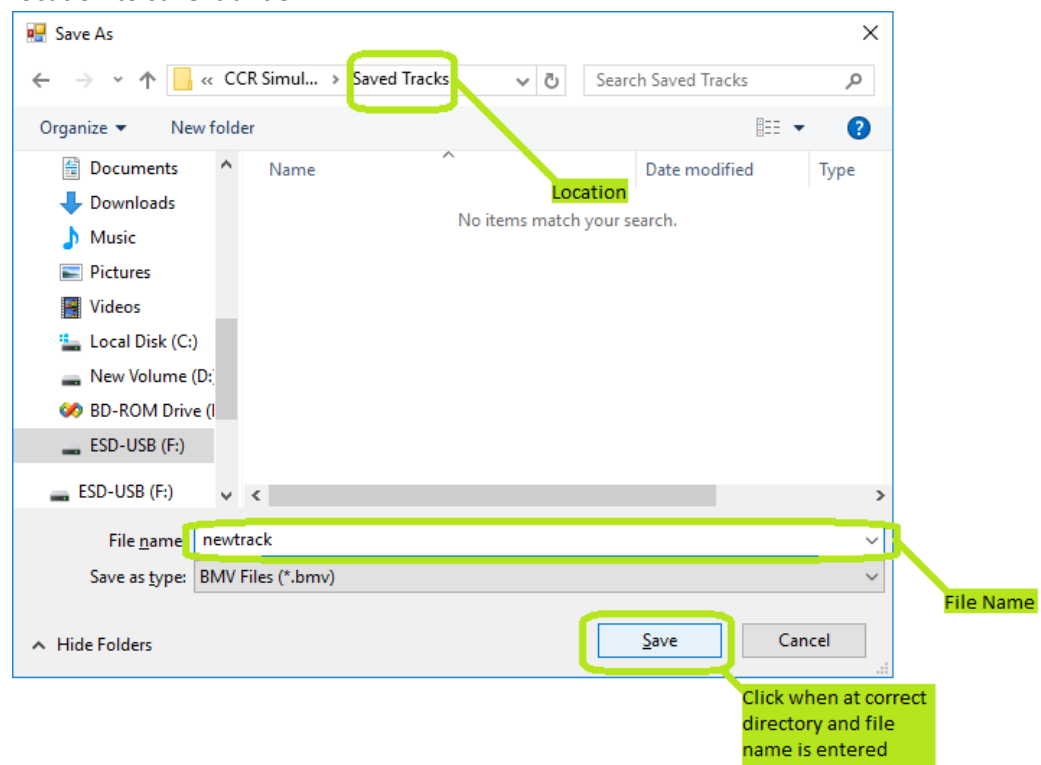 Save As
« CCR Simul... > Saved Tracks
Search Saved Tracks
Organize
New folder
?
Documents
Name
Date modified
Type
Location
Downloads
No items match your search.
Music
Pictures
Videos
Local Disk (C:)
New Volume (D:
BD-ROM Drive (
ESD-USB (F:)
ESD-USB (F:)
File name
newtrack
Save as type:
BMV Files (*.bmv)
File Name
Hide Folders
Save
Cancel
Click when at correct
directory and file
name is entered